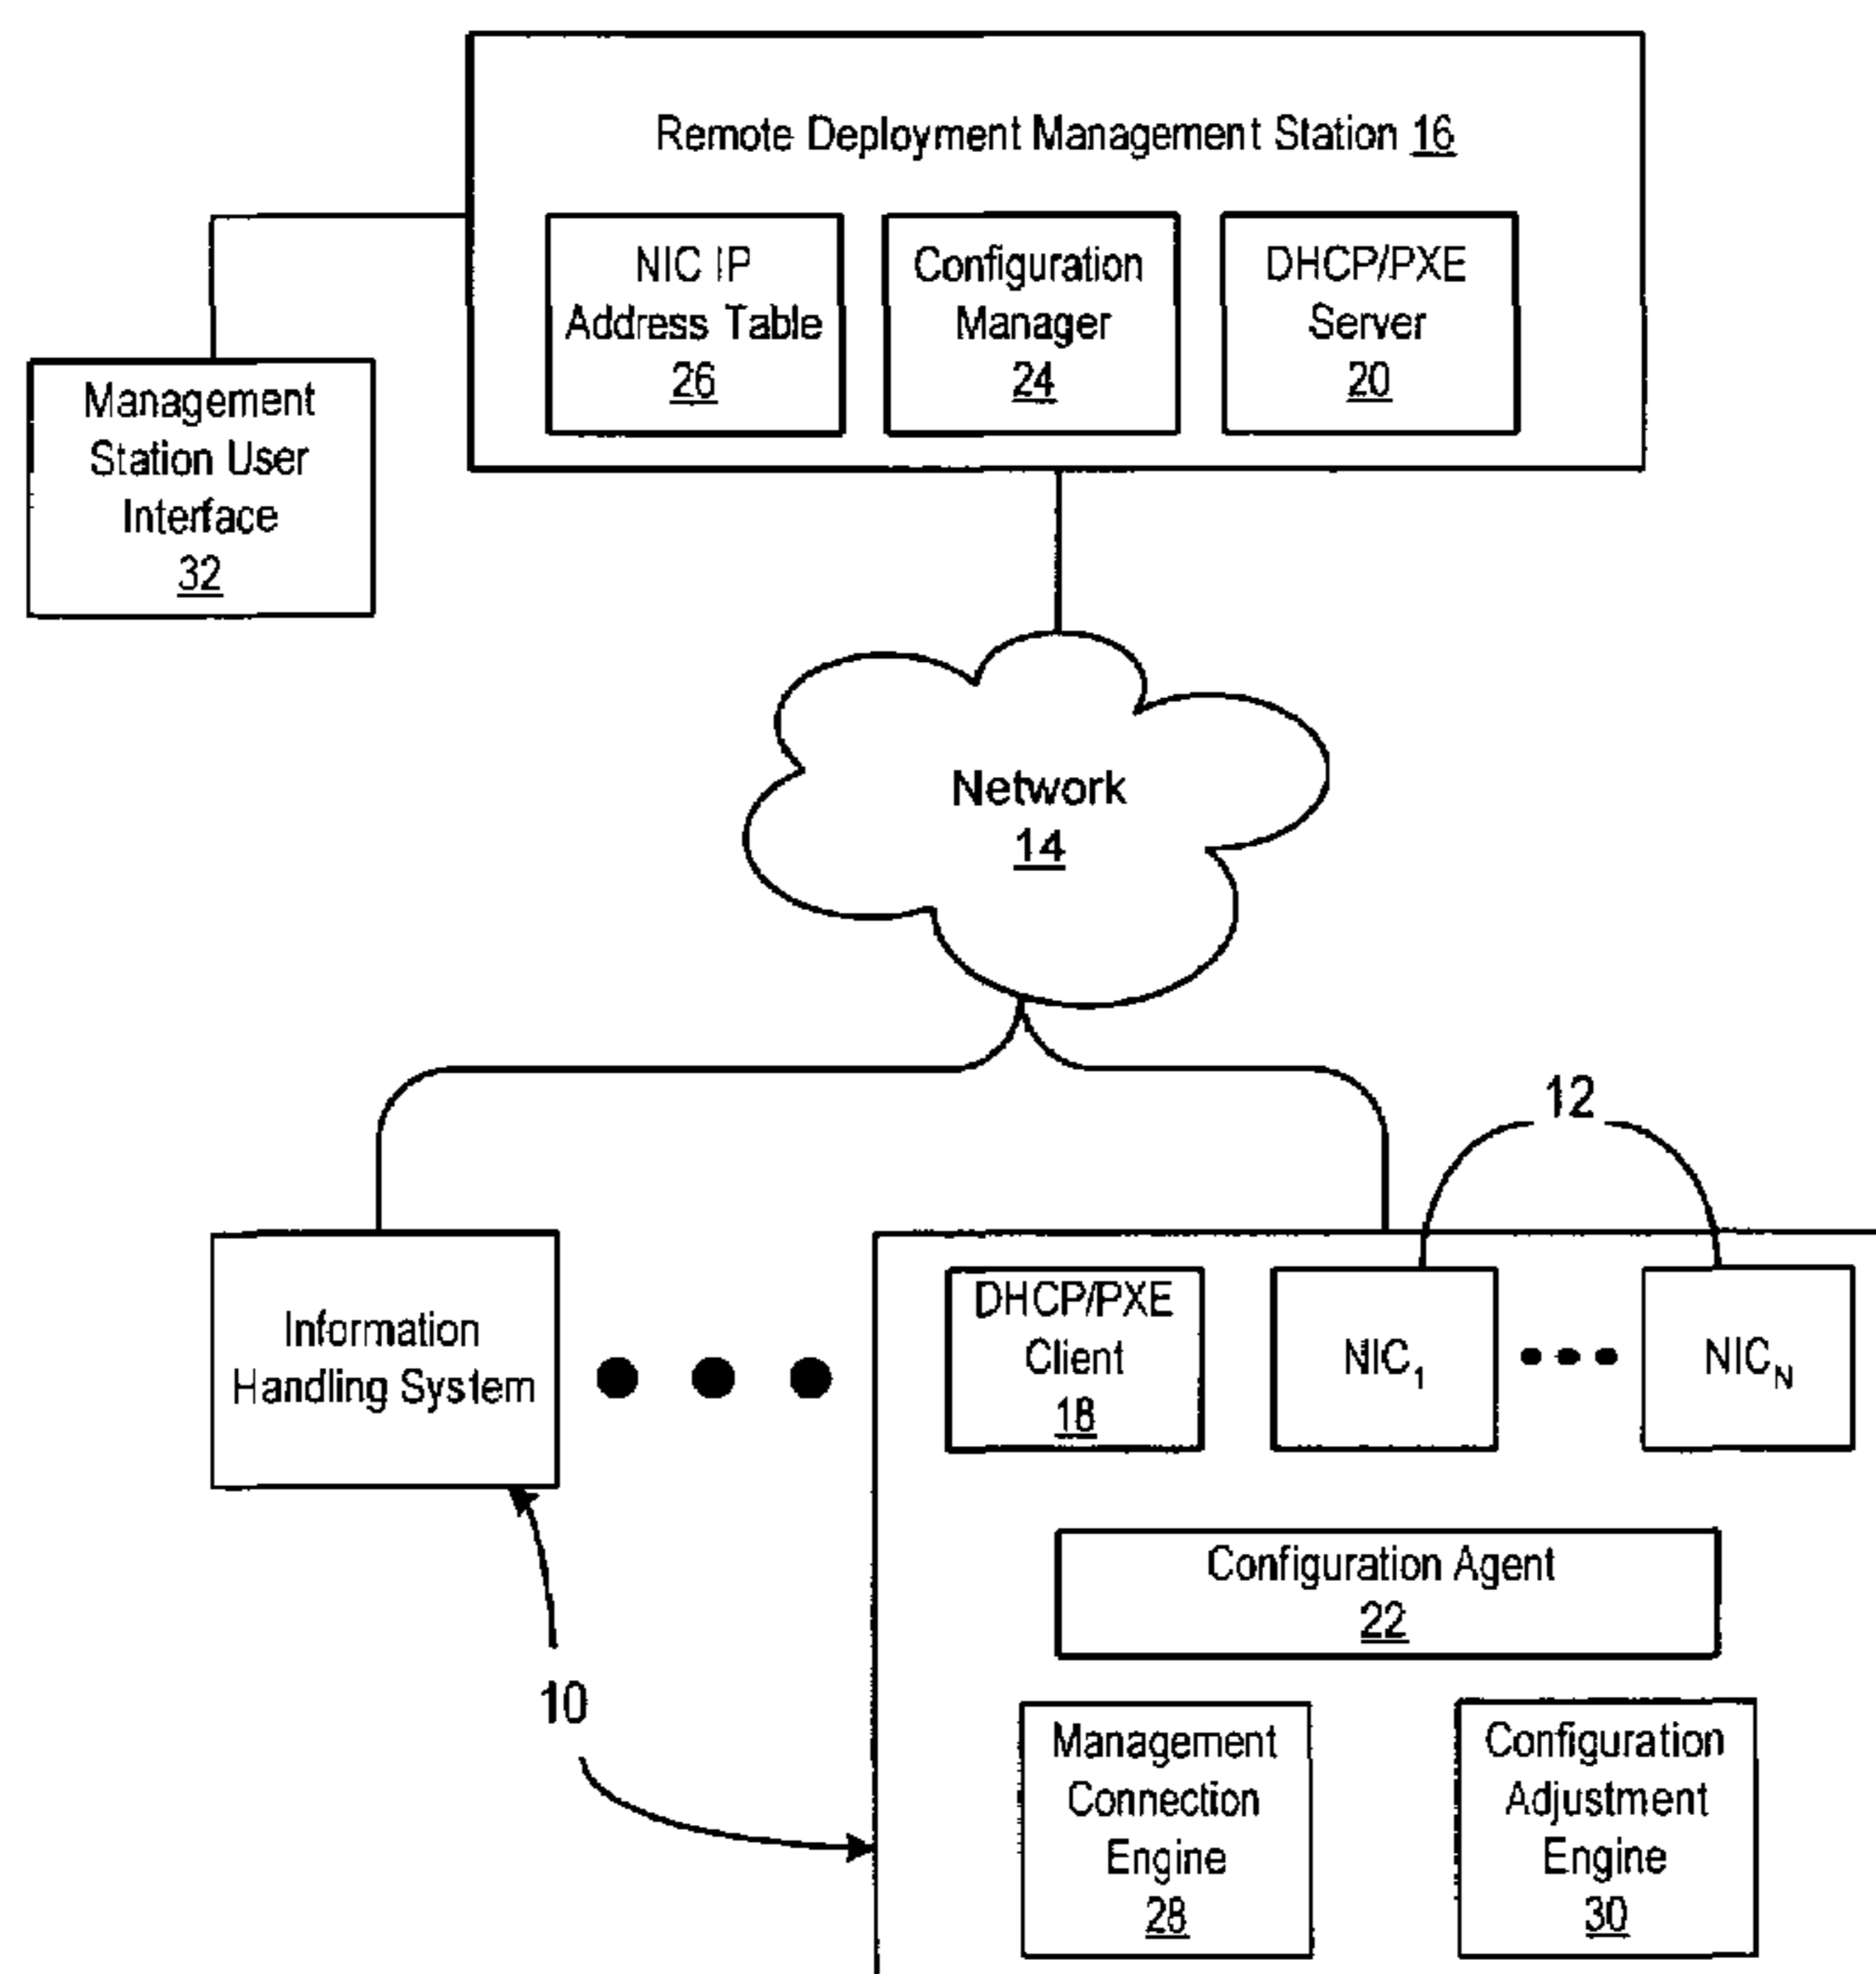 Remote Deployment Management Station 16
NIC IP
Address Table
26
Configuration
Manager
24
DHCP/PXE
Server
20
Management
Station User
Interface
32
Network
14
12
Information
Handling System
DHCP/PXE
Client
18
NIC₁
NIC_N
Configuration Agent
22
10
Management
Connection
Engine
28
Configuration
Adjustment
Engine
30